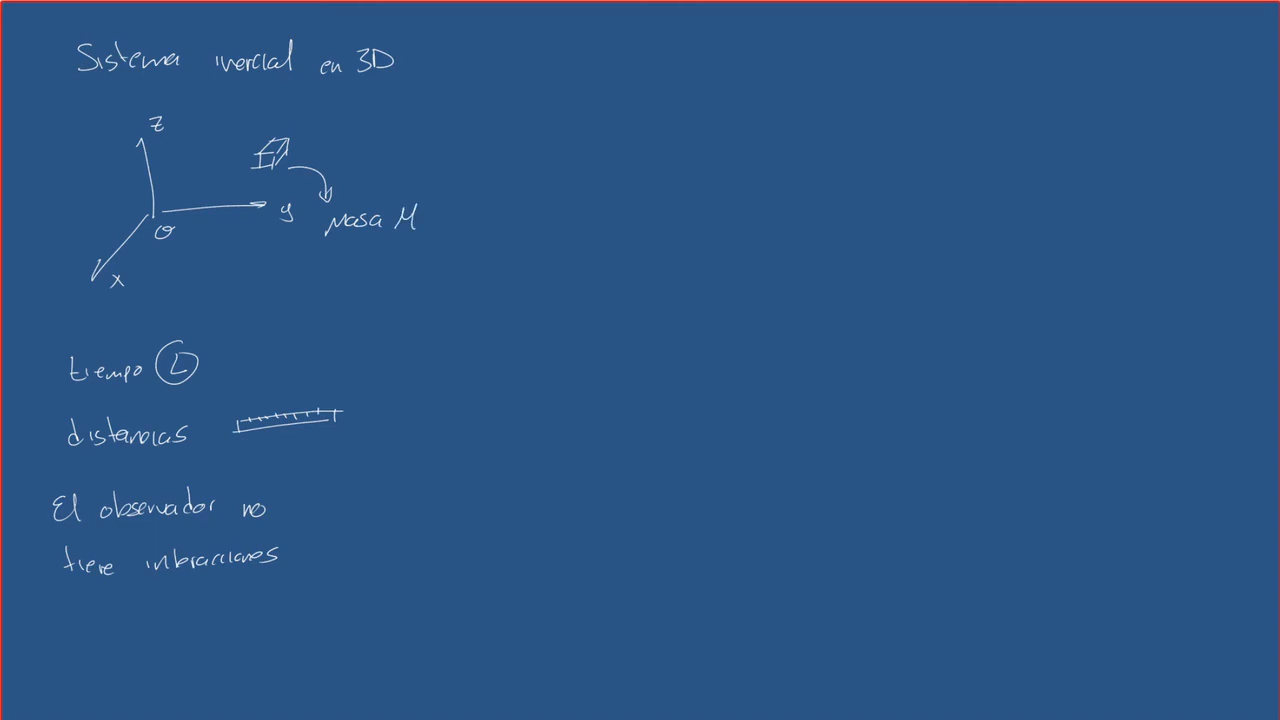 Sistema inercial en 3D
z
y
Masa M
O
x
tiempo
distancias
El observador no
tiene interacciones